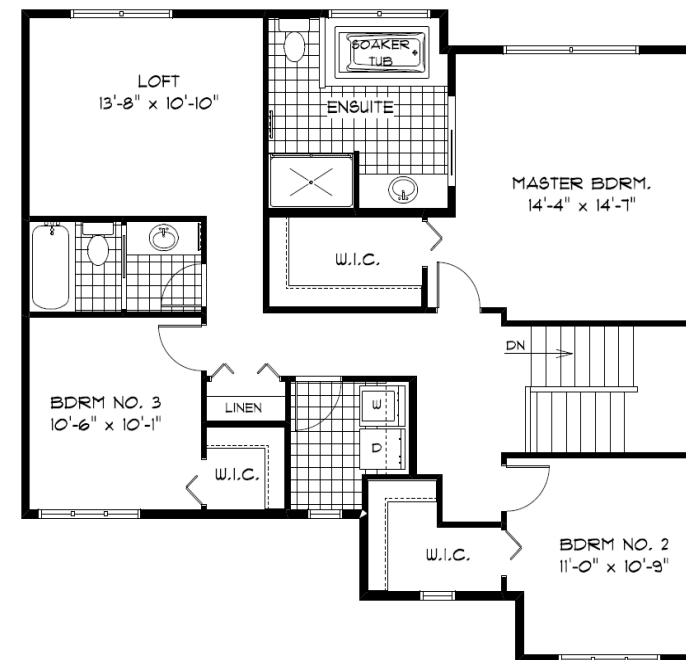 LOFT
13'-8" x 10'-10"
SOAKER
TUB
ENSUITE
MASTER BDRM.
14'-4" x 14'-7"
W.I.C.
DN
BDRM NO. 3
10'-6" x 10'-1"
LINEN
W
D
W.I.C.
W.I.C.
BDRM NO. 2
11'-0" x 10'-9"